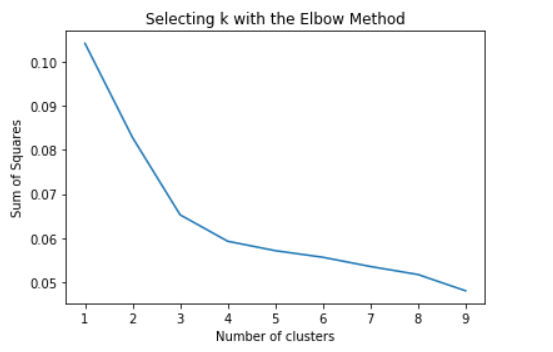 Selecting k with the Elbow Method
Sum of Squares
0.10
0.09
0.08
0.07
0.06
0.05
1 2 3 4 5 6 7 8 9
Number of clusters